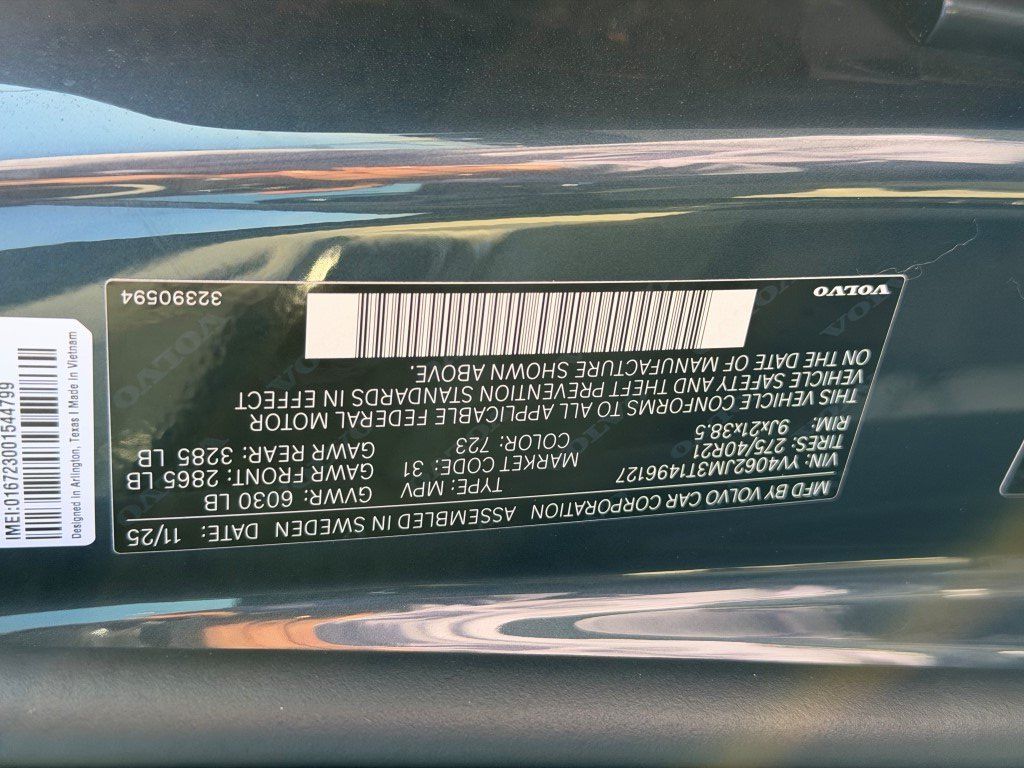 MFD BY VOLVO CAR CORPORATION ASSEMBLED IN SWEDEN DATE: 11/25
VIN: YV4062JM3T1496127 TYPE: MPV GVWR: 6030 LB
TIRES: 275/40R21 MARKET CODE: 31 GAWR FRONT: 2865 LB
RIM: 9Jx21x38.5 COLOR: 723 GAWR REAR: 3285 LB
THIS VEHICLE CONFORMS TO ALL APPLICABLE FEDERAL MOTOR
VEHICLE SAFETY AND THEFT PREVENTION STANDARDS IN EFFECT
ON THE DATE OF MANUFACTURE SHOWN ABOVE.
VOLVO 32390594
IMEI:016723001544799
Designed in Arlington, Texas I Made In Vietnam